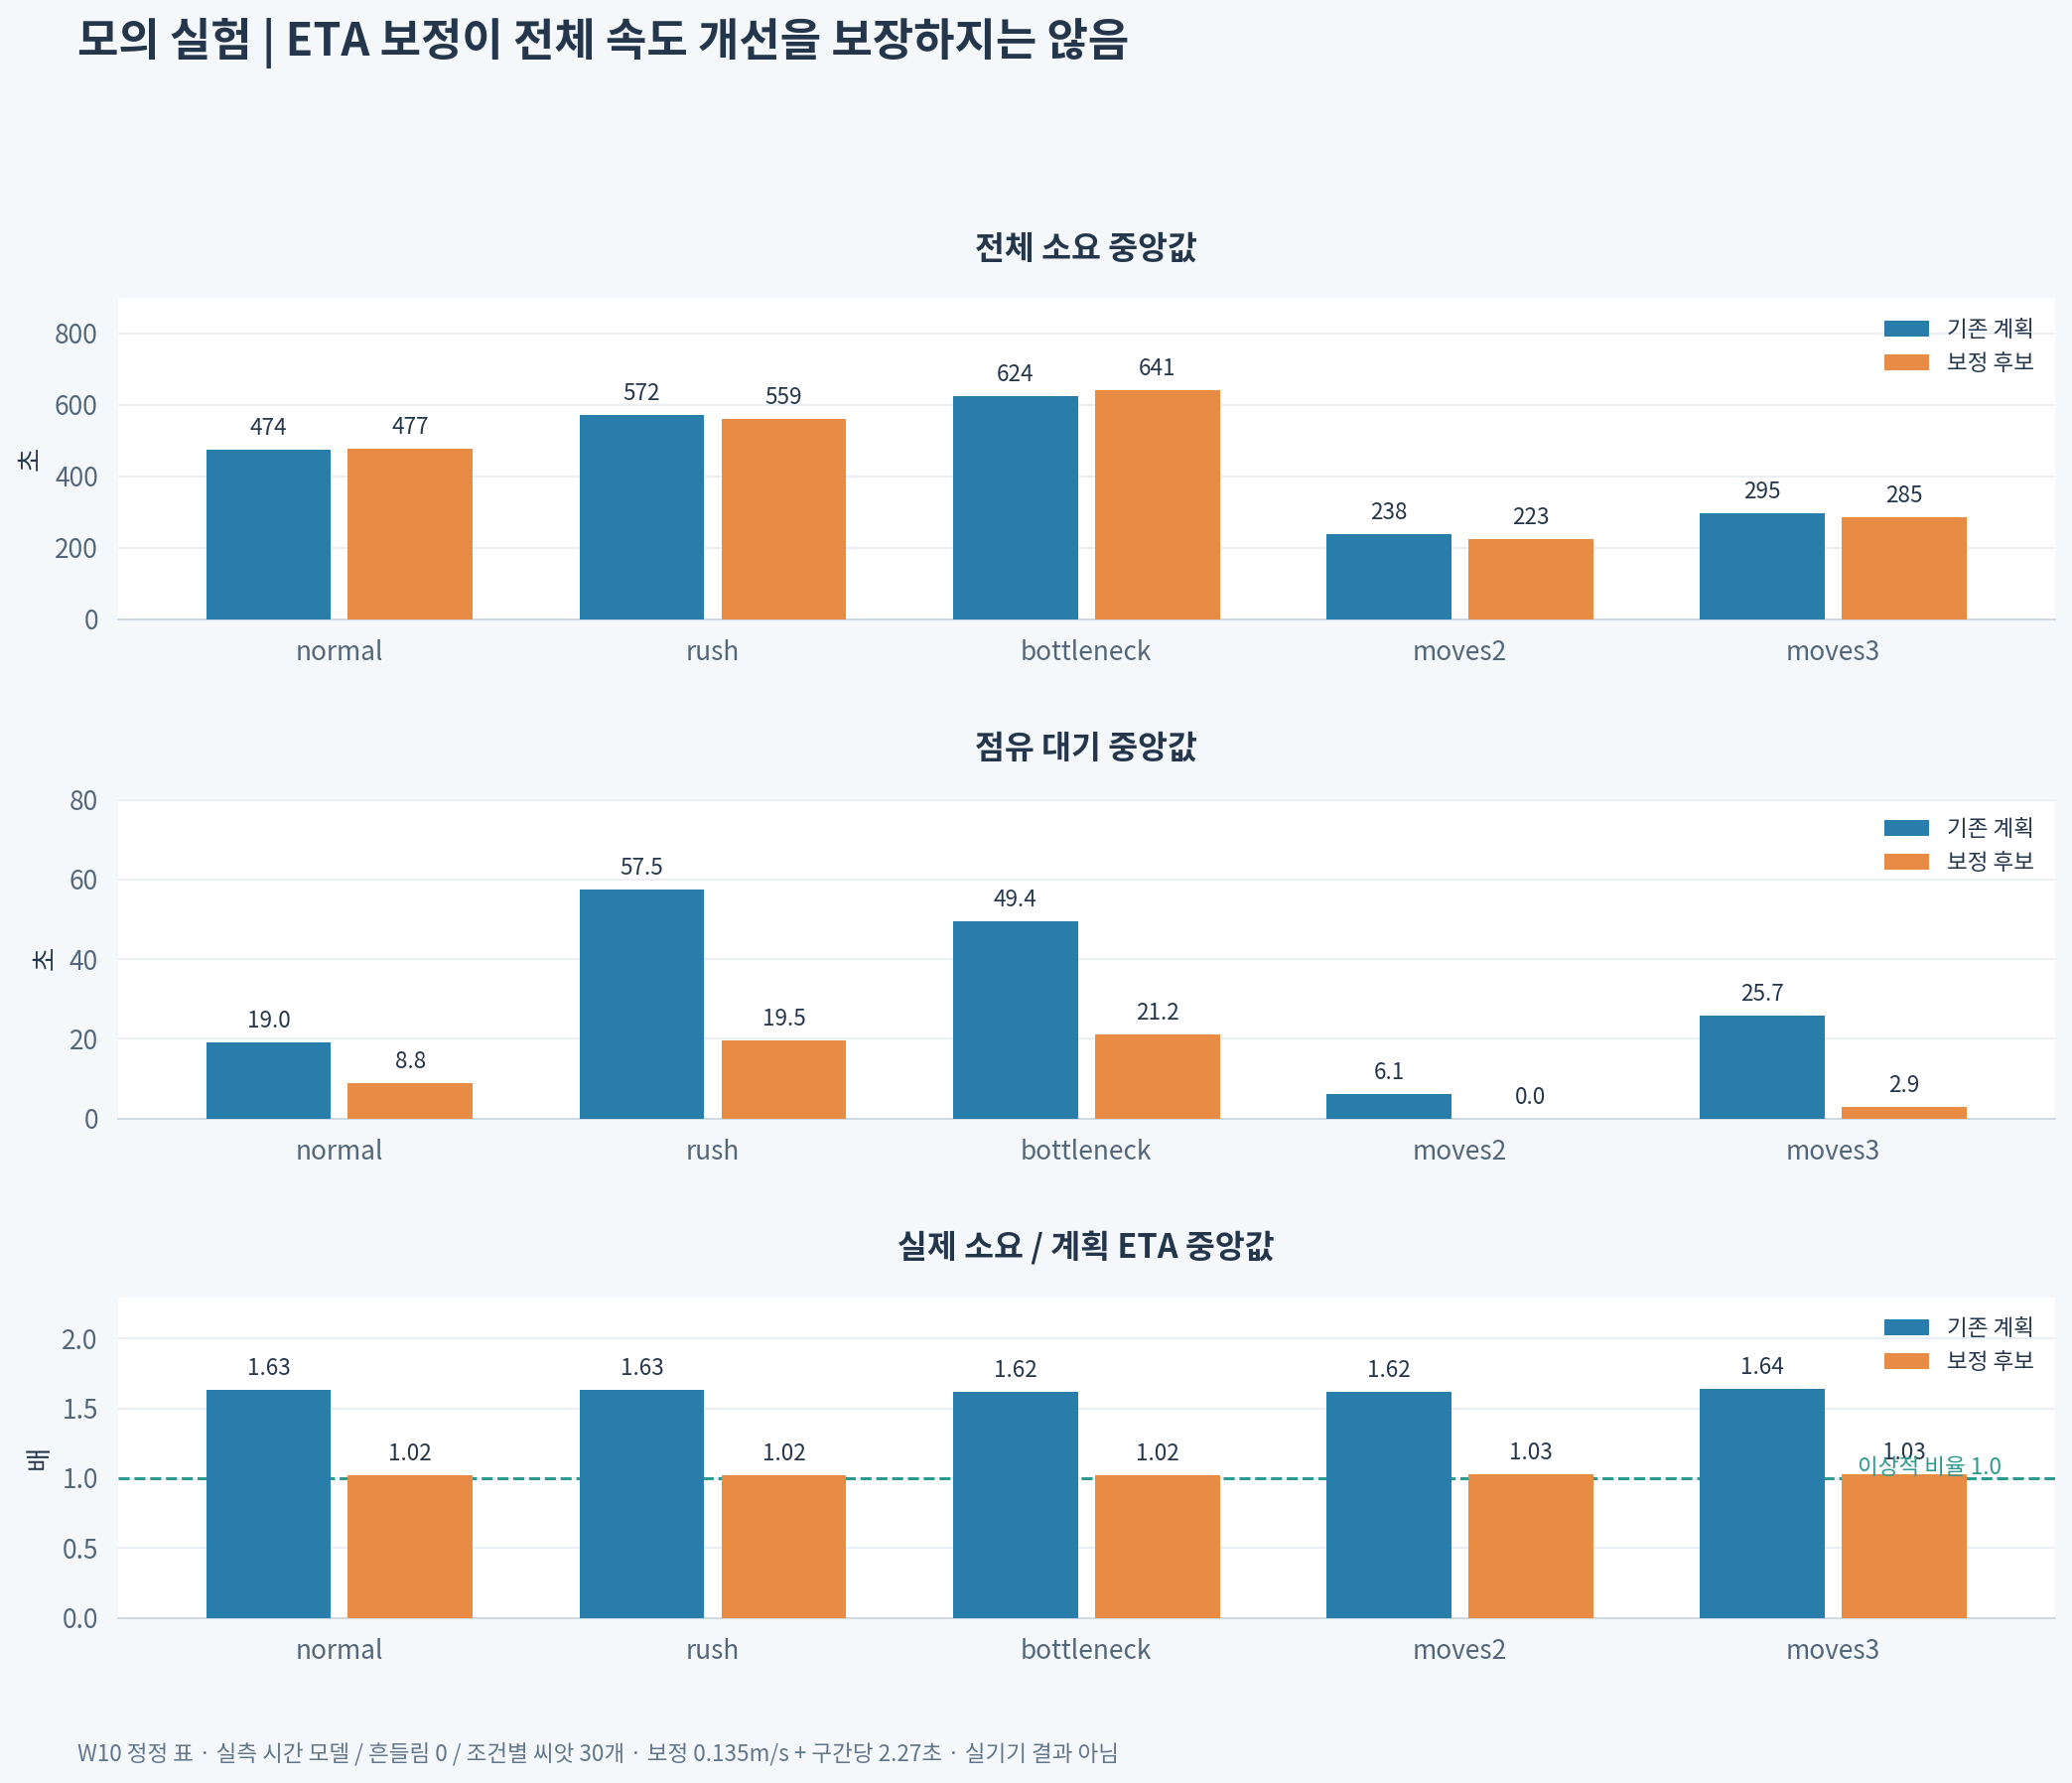 모의 실험 | ETA 보정이 전체 속도 개선을 보장하지는 않음
전체 소요 중앙값
초
800
600
400
200
0
474
477
572
559
624
641
238
223
295
285
기존 계획
보정 후보
normal
rush
bottleneck
moves2
moves3
점유 대기 중앙값
초
80
60
40
20
0
19.0
8.8
57.5
19.5
49.4
21.2
6.1
0.0
25.7
2.9
기존 계획
보정 후보
normal
rush
bottleneck
moves2
moves3
실제 소요 / 계획 ETA 중앙값
배
2.0
1.5
1.0
0.5
0.0
1.63
1.02
1.63
1.02
1.62
1.02
1.62
1.03
1.64
1.03
기존 계획
보정 후보
이상적 비율 1.0
normal
rush
bottleneck
moves2
moves3
W10 정정 표 · 실측 시간 모델 / 흔들림 0 / 조건별 씨앗 30개 · 보정 0.135m/s + 구간당 2.27초 · 실기기 결과 아님